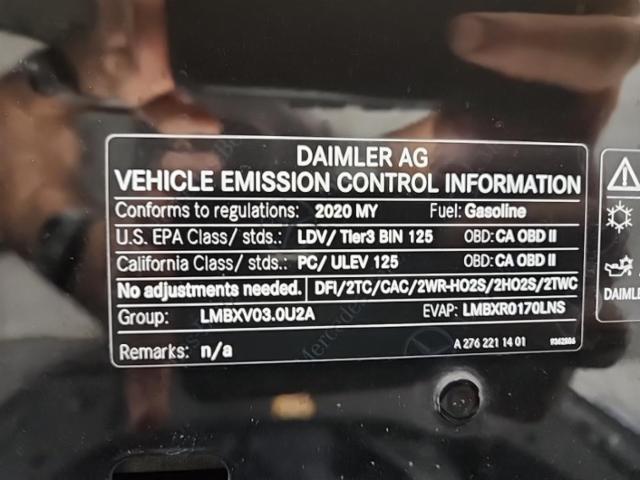 DAIMLER AG
VEHICLE EMISSION CONTROL INFORMATION
Conforms to regulations: 2020 MY Fuel: Gasoline
U.S. EPA Class/ stds.: LDV/ Tier3 BIN 125 OBD: CA OBD II
California Class/ stds.: PC/ ULEV 125 OBD: CA OBD II
No adjustments needed. DFI/2TC/CAC/2WR-HO2S/2HO2S/2TWC
Group: LMBXV03.0U2A EVAP: LMBXR0170LNS
Remarks: n/a
A 276 221 14 01
DAIML